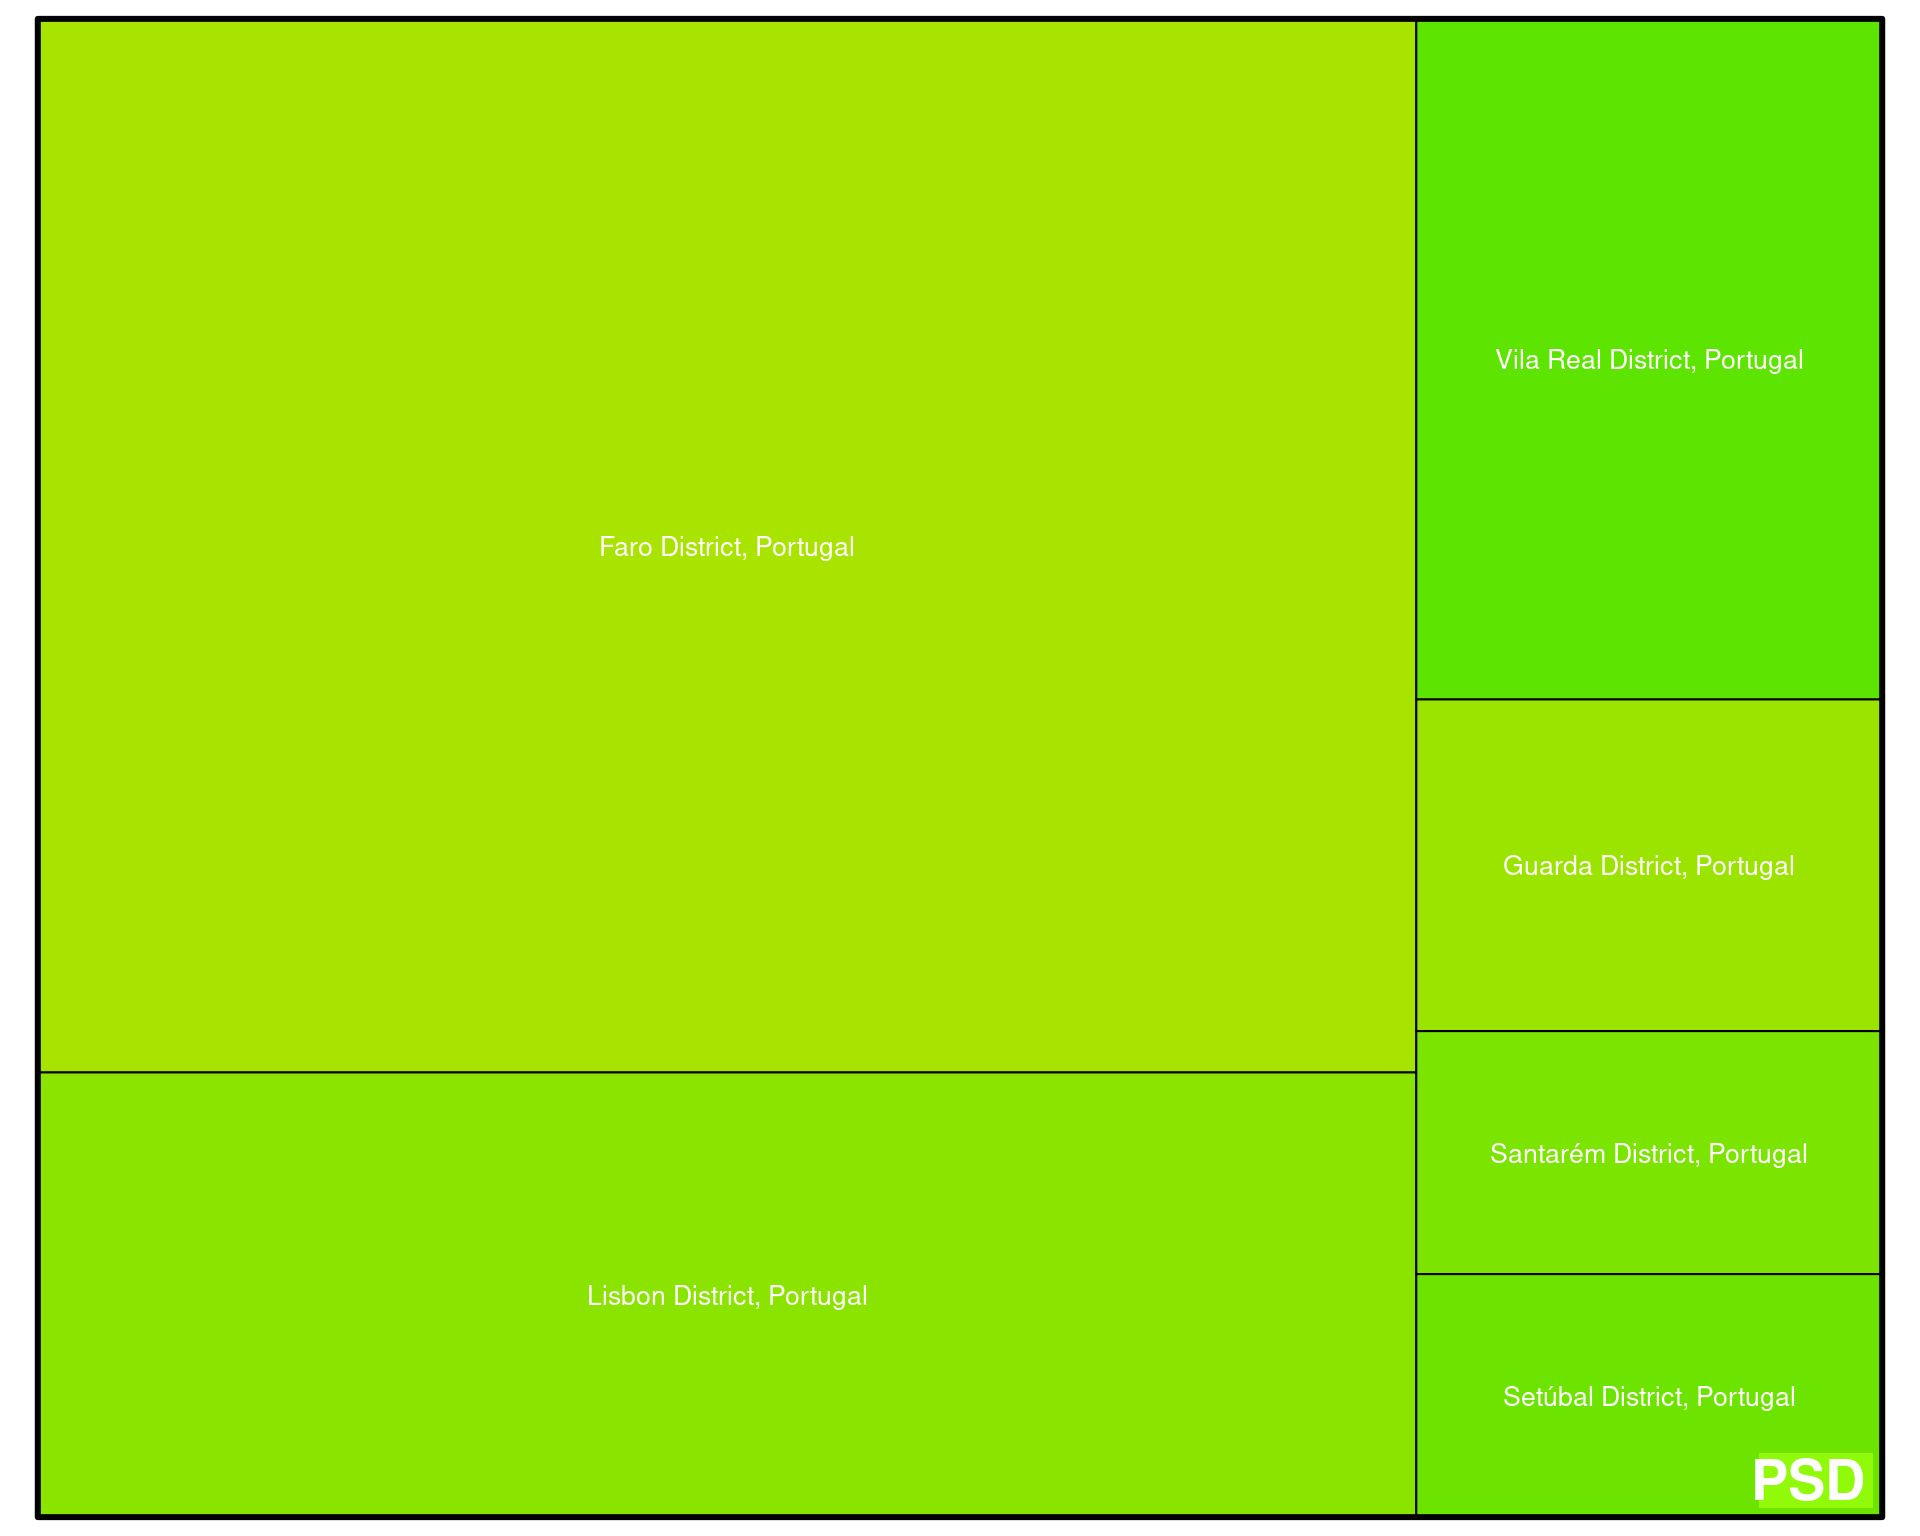 Faro District, Portugal
Lisbon District, Portugal
Vila Real District, Portugal
Guarda District, Portugal
Santarém District, Portugal
Setúbal District, Portugal
PSD